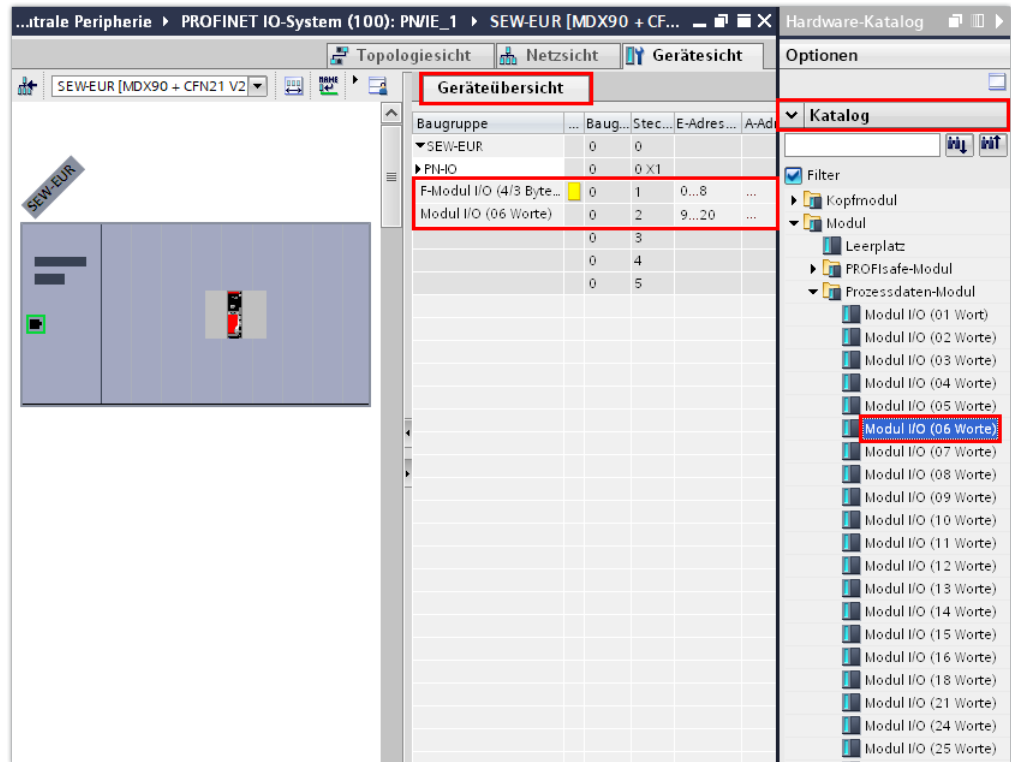 ...ıtrale Peripherie ▸ PROFINET IO-System (100): PN/IE_1 ▸ SEW-EUR [MDX90 + CF...
Topologiesicht Netzsicht Gerätesicht
SEW-EUR [MDX90 + CFN21 V2
Geräteübersicht
Baugruppe ... Baug... Stec... E-Adres... A-Adr
SEW-EUR 0 0
PN-IO 0 0 X1
F-Modul I/O (4/3 Byte... 0 1 0...8 ...
Modul I/O (06 Worte) 0 2 9...20 ...
0 3
0 4
0 5
SEW-EUR
Hardware-Katalog
Optionen
Katalog
Filter
Kopfmodul
Modul
Leerplatz
PROFIsafe-Modul
Prozessdaten-Modul
Modul I/O (01 Wort)
Modul I/O (02 Worte)
Modul I/O (03 Worte)
Modul I/O (04 Worte)
Modul I/O (05 Worte)
Modul I/O (06 Worte)
Modul I/O (07 Worte)
Modul I/O (08 Worte)
Modul I/O (09 Worte)
Modul I/O (10 Worte)
Modul I/O (11 Worte)
Modul I/O (12 Worte)
Modul I/O (13 Worte)
Modul I/O (14 Worte)
Modul I/O (15 Worte)
Modul I/O (16 Worte)
Modul I/O (18 Worte)
Modul I/O (21 Worte)
Modul I/O (24 Worte)
Modul I/O (25 Worte)